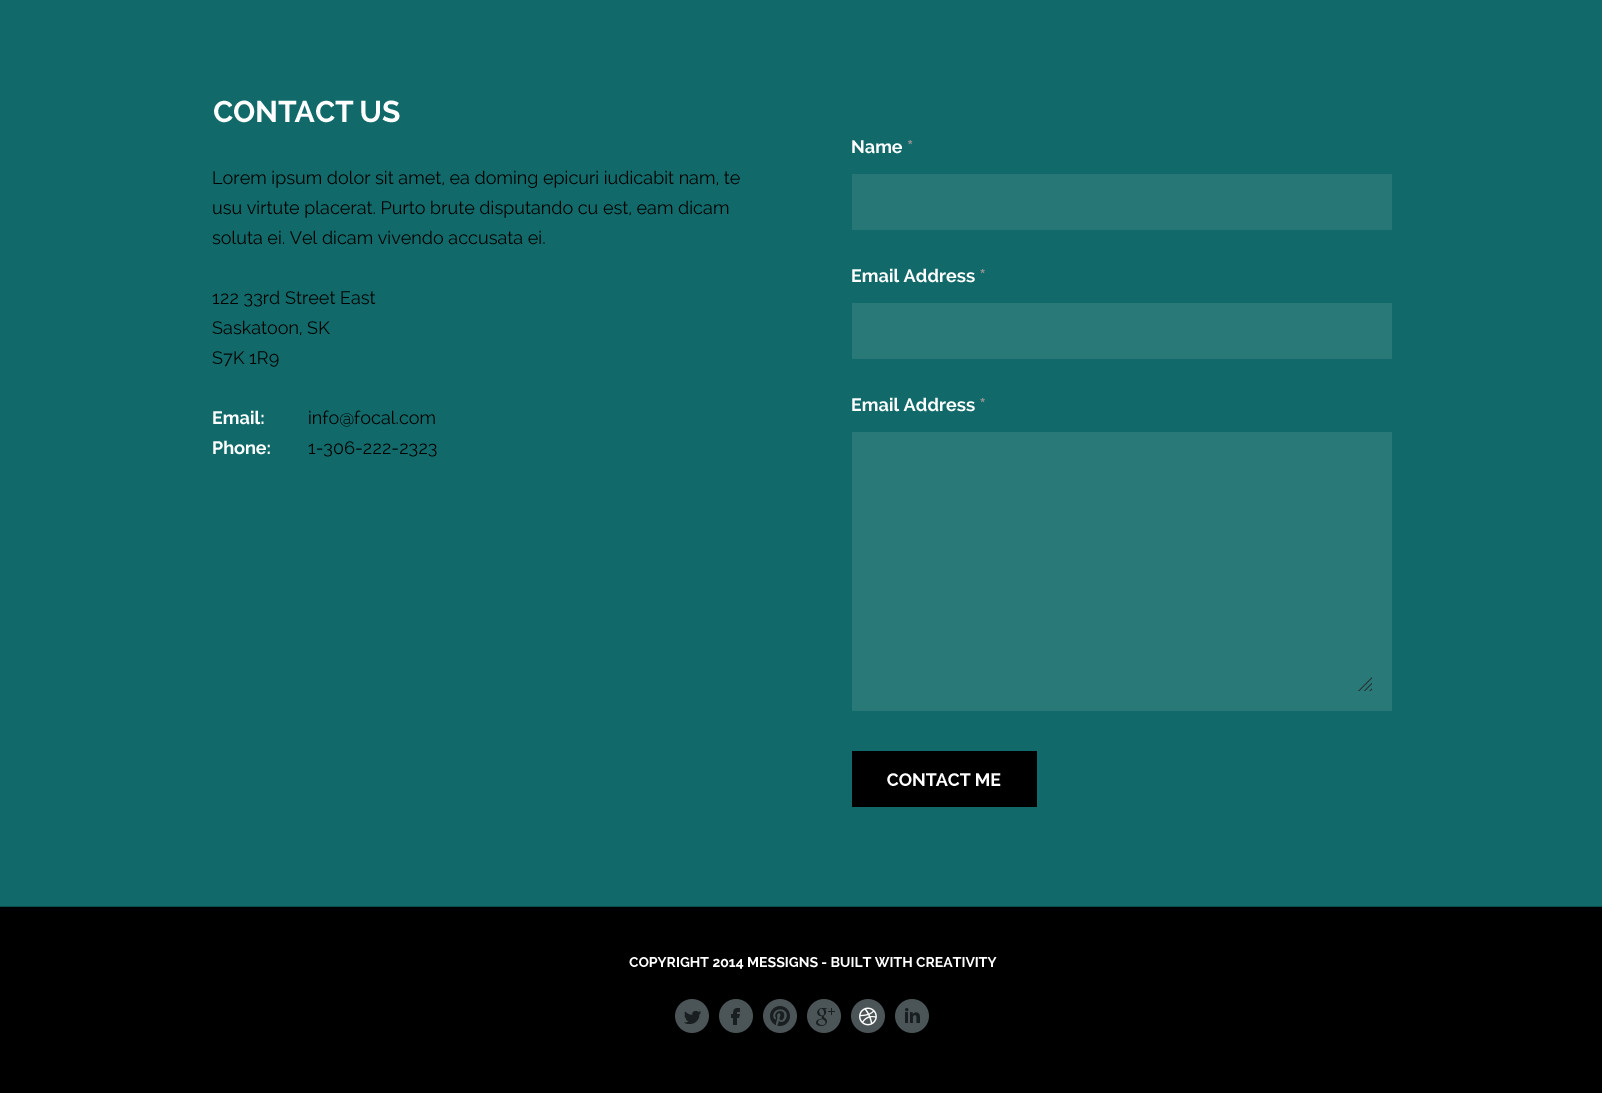 CONTACT US
Lorem ipsum dolor sit amet, ea doming epicuri iudicabit nam, te
usu virtute placerat. Purto brute disputando cu est, eam dicam
soluta ei. Vel dicam vivendo accusata ei.
122 33rd Street East
Saskatoon, SK
S7K 1R9
Email: info@focal.com
Phone: 1-306-222-2323
Name *
Email Address *
Email Address *
CONTACT ME
COPYRIGHT 2014 MESSIGNS - BUILT WITH CREATIVITY